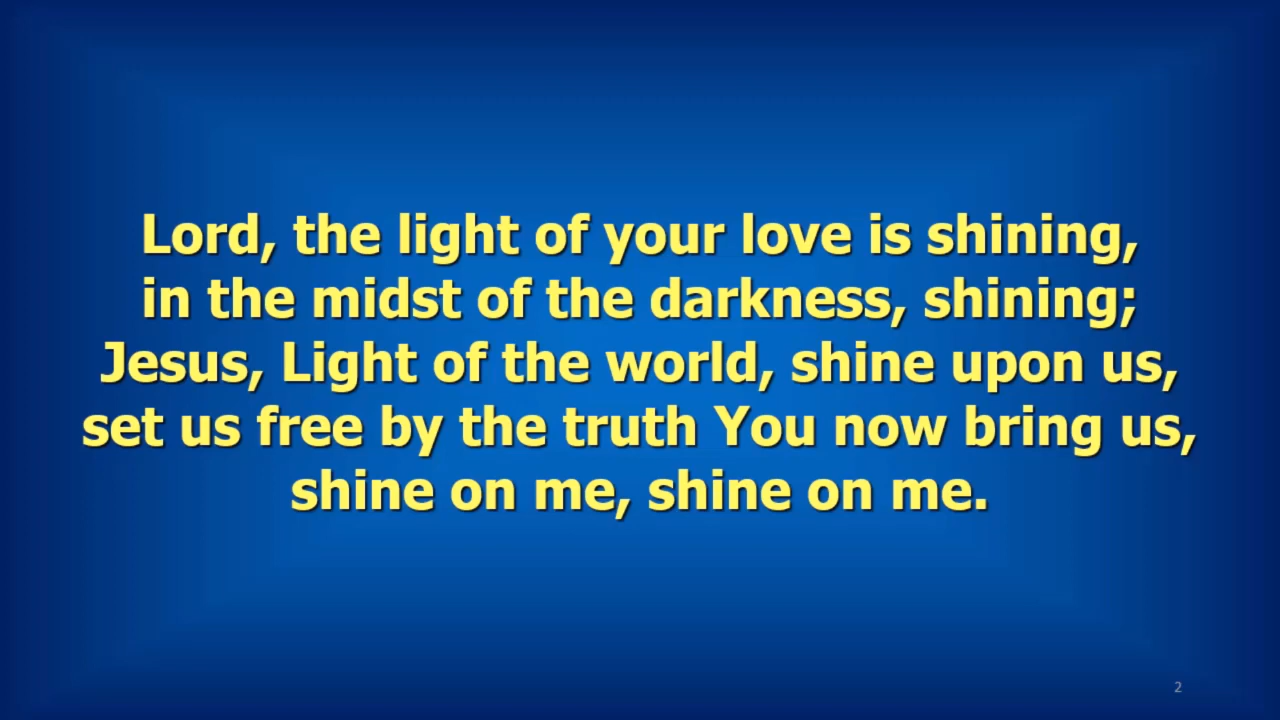 Lord, the light of your love is shining,
in the midst of the darkness, shining;
Jesus, Light of the world, shine upon us,
set us free by the truth You now bring us,
shine on me, shine on me.
2